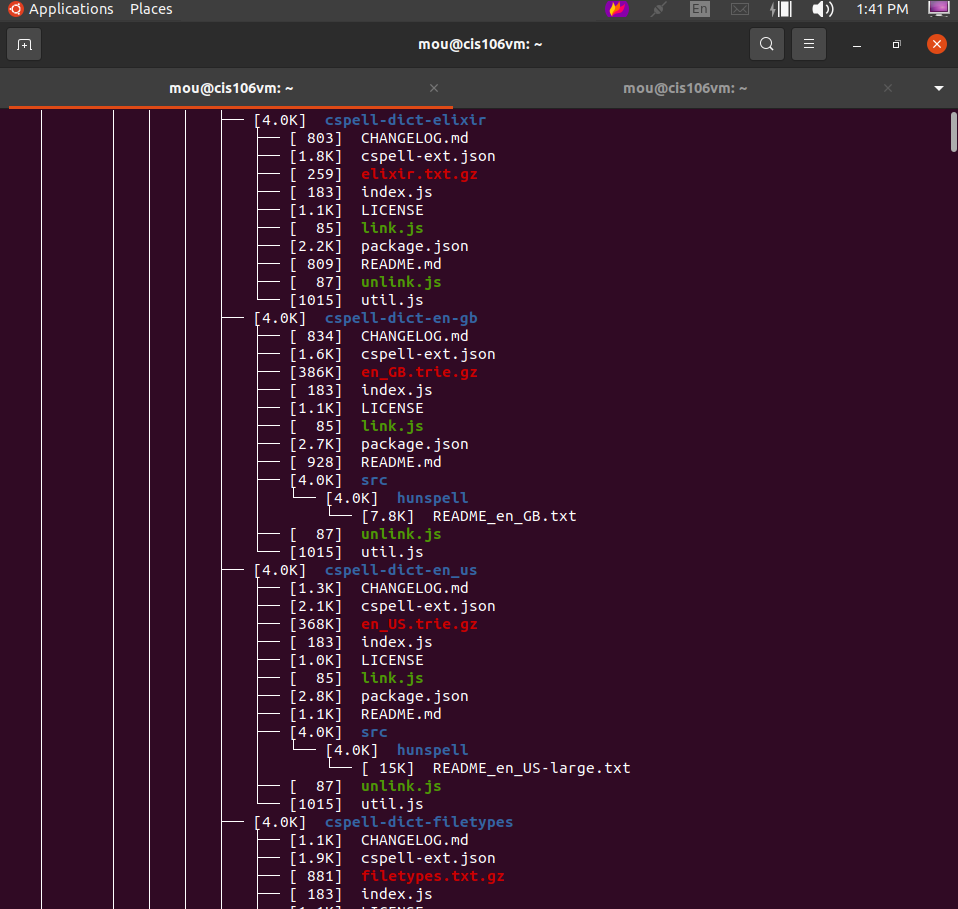 Applications Places En 1:41 PM
mou@cis106vm: ~
mou@cis106vm: ~ mou@cis106vm: ~
[4.0K] cspell-dict-elixir
[ 803] CHANGELOG.md
[1.8K] cspell-ext.json
[ 259] elixir.txt.gz
[ 183] index.js
[1.1K] LICENSE
[  85] link.js
[2.2K] package.json
[ 809] README.md
[  87] unlink.js
[1015] util.js
[4.0K] cspell-dict-en-gb
[ 834] CHANGELOG.md
[1.6K] cspell-ext.json
[386K] en_GB.trie.gz
[ 183] index.js
[1.1K] LICENSE
[  85] link.js
[2.7K] package.json
[ 928] README.md
[4.0K] src
[4.0K] hunspell
[7.8K] README_en_GB.txt
[  87] unlink.js
[1015] util.js
[4.0K] cspell-dict-en_us
[1.3K] CHANGELOG.md
[2.1K] cspell-ext.json
[368K] en_US.trie.gz
[ 183] index.js
[1.0K] LICENSE
[  85] link.js
[2.8K] package.json
[1.1K] README.md
[4.0K] src
[4.0K] hunspell
[ 15K] README_en_US-large.txt
[  87] unlink.js
[1015] util.js
[4.0K] cspell-dict-filetypes
[1.1K] CHANGELOG.md
[1.9K] cspell-ext.json
[ 881] filetypes.txt.gz
[ 183] index.js
[1.1K] LICENSE